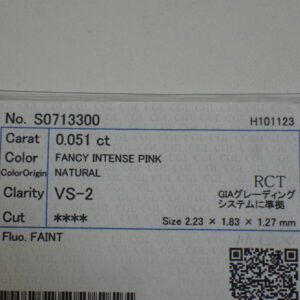 No. S0713300 H101123
Carat 0.051 ct
Color FANCY INTENSE PINK
ColorOrigin NATURAL
Clarity VS-2
RCT
GIAグレーディング
システムに準拠
Cut ****
Size 2.23 × 1.83 × 1.27 mm
Fluo. FAINT